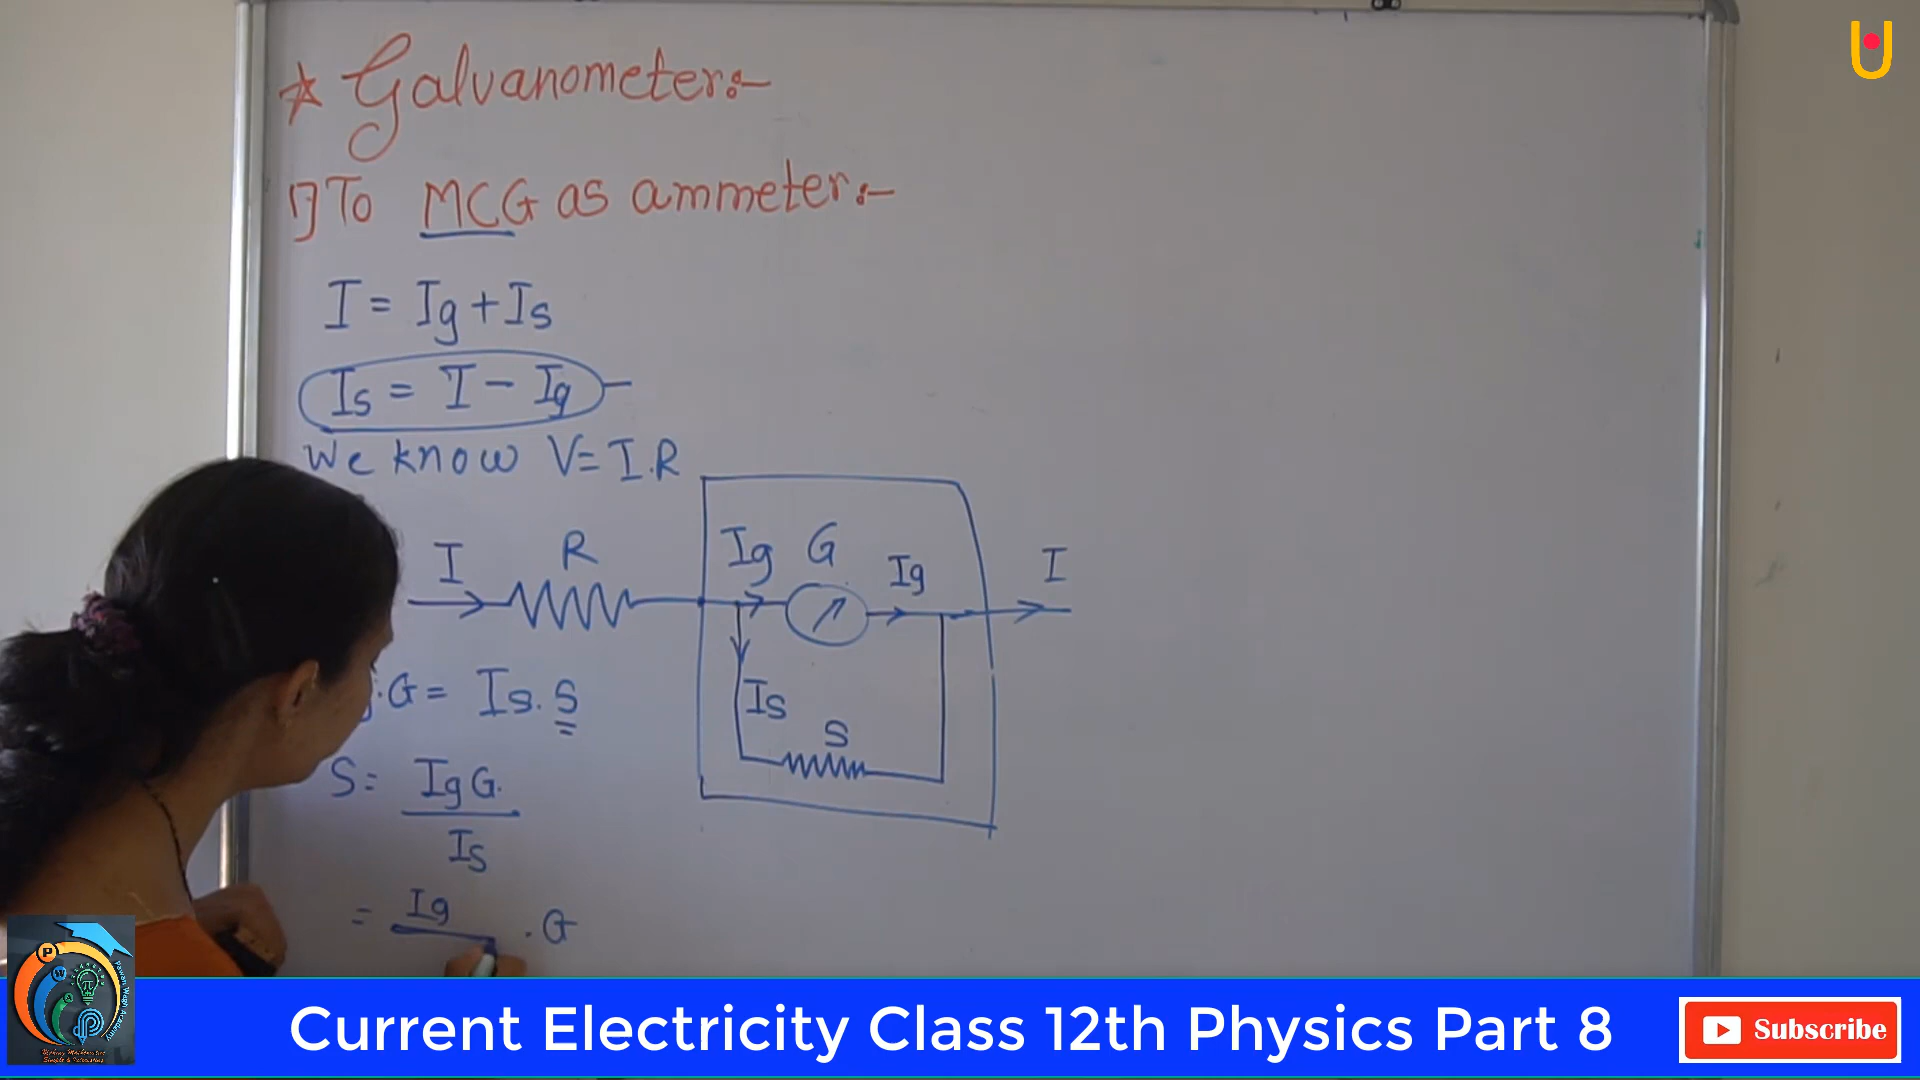 Galvanometer:-
1] To MCG as ammeter:-
I = Ig + Is
Is = I - Ig
We know V= I.R
I R Ig G Ig I
.G = Is. S
Is
S
S= Ig G.
Is
= Ig . G
Current Electricity Class 12th Physics Part 8
Subscribe